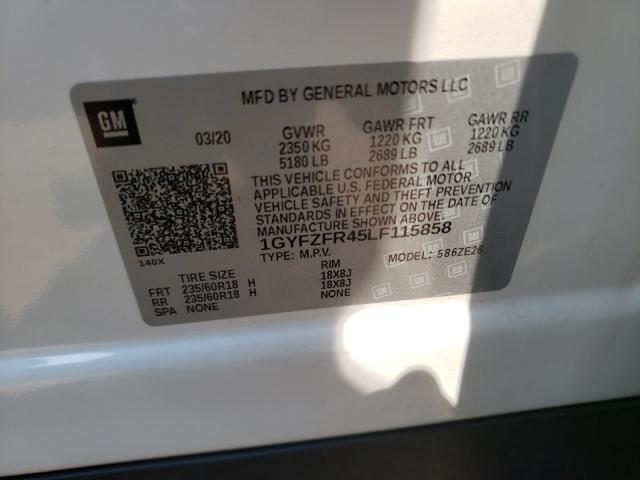 MFD BY GENERAL MOTORS LLC
GM
03/20 GVWR GAWR FRT GAWR RR
2350 KG 1220 KG 1220 KG
5180 LB 2689 LB 2689 LB
THIS VEHICLE CONFORMS TO ALL
APPLICABLE U.S. FEDERAL MOTOR
VEHICLE SAFETY AND THEFT PREVENTION
STANDARDS IN EFFECT ON THE DATE OF
MANUFACTURE SHOWN ABOVE.
1GYFZFR45LF115858
140X TYPE: M.P.V. MODEL: 586ZE26
TIRE SIZE RIM
FRT 235/60R18 H 18X8J
RR 235/60R18 H 18X8J
SPA NONE NONE